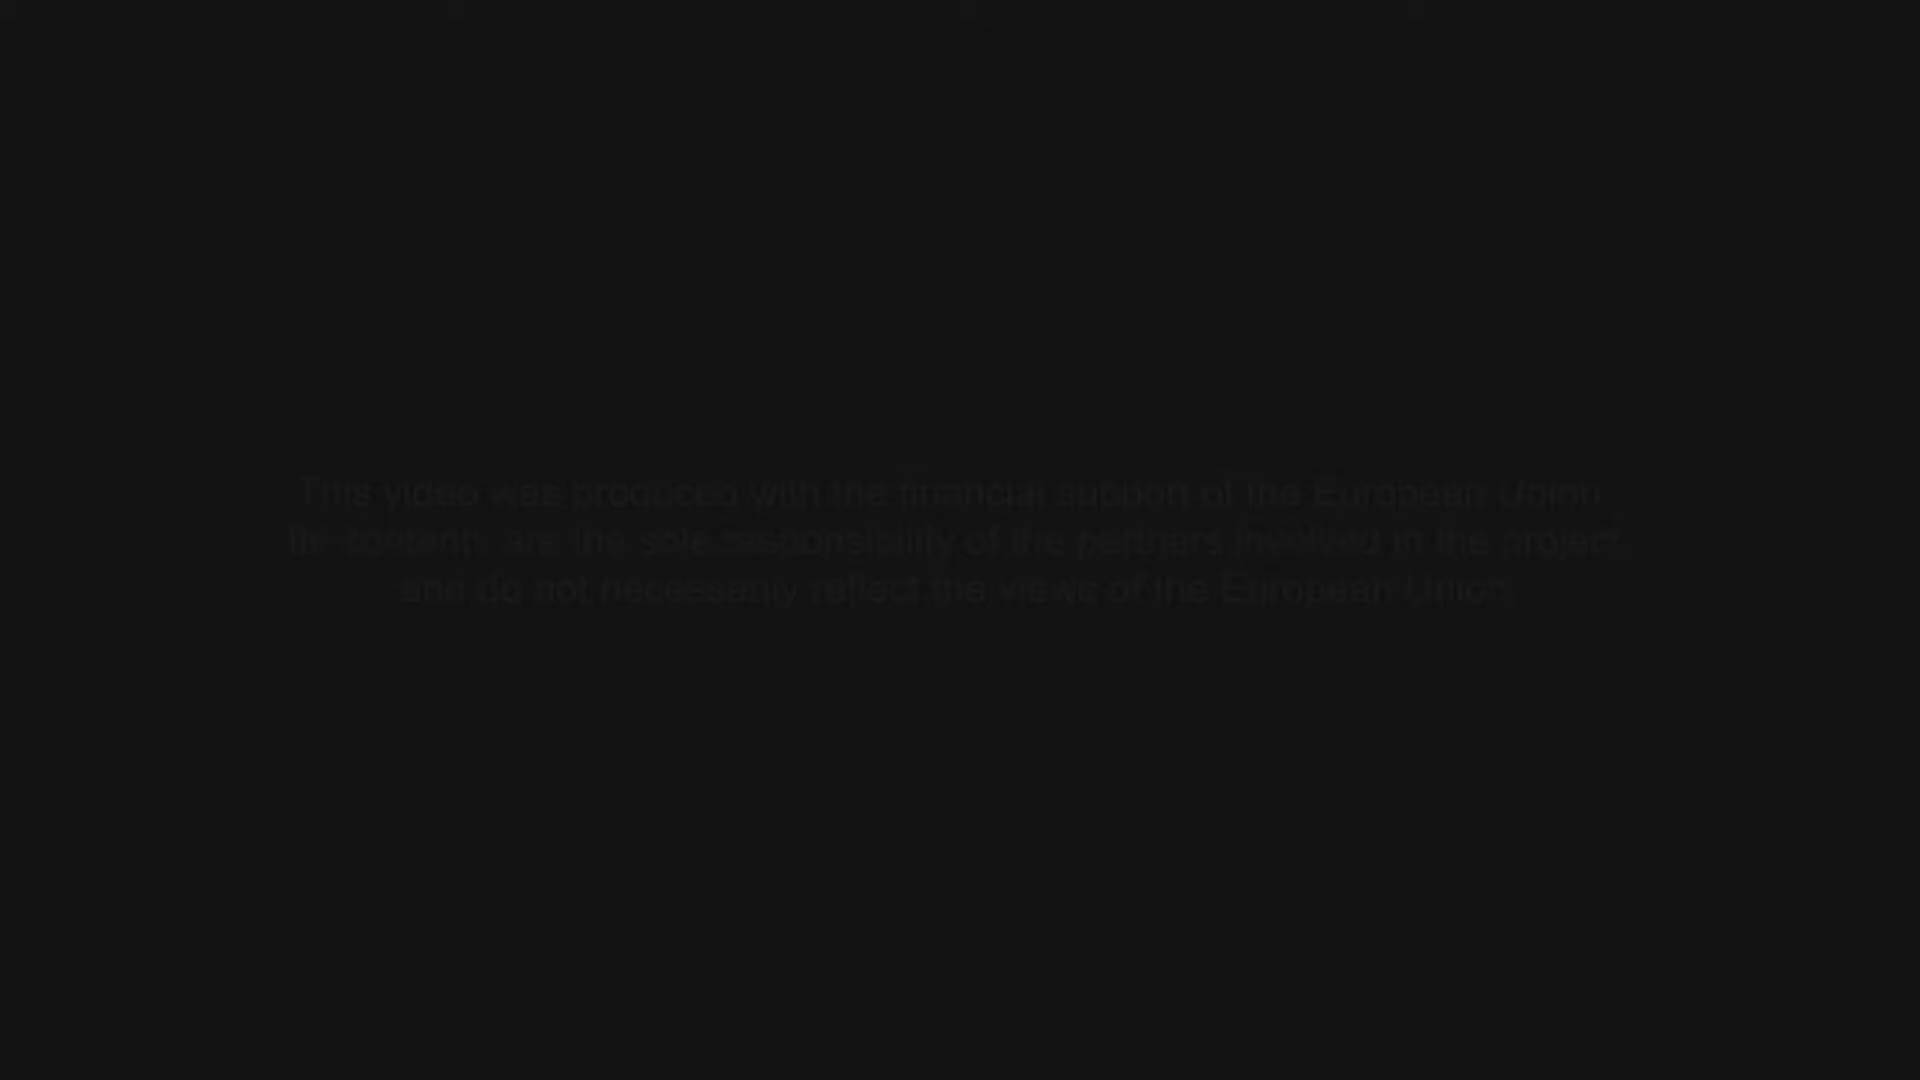 This video was produced with the financial support of the European Union.
Its contents are the sole responsibility of the partners involved in the project
and do not necessarily reflect the views of the European Union.